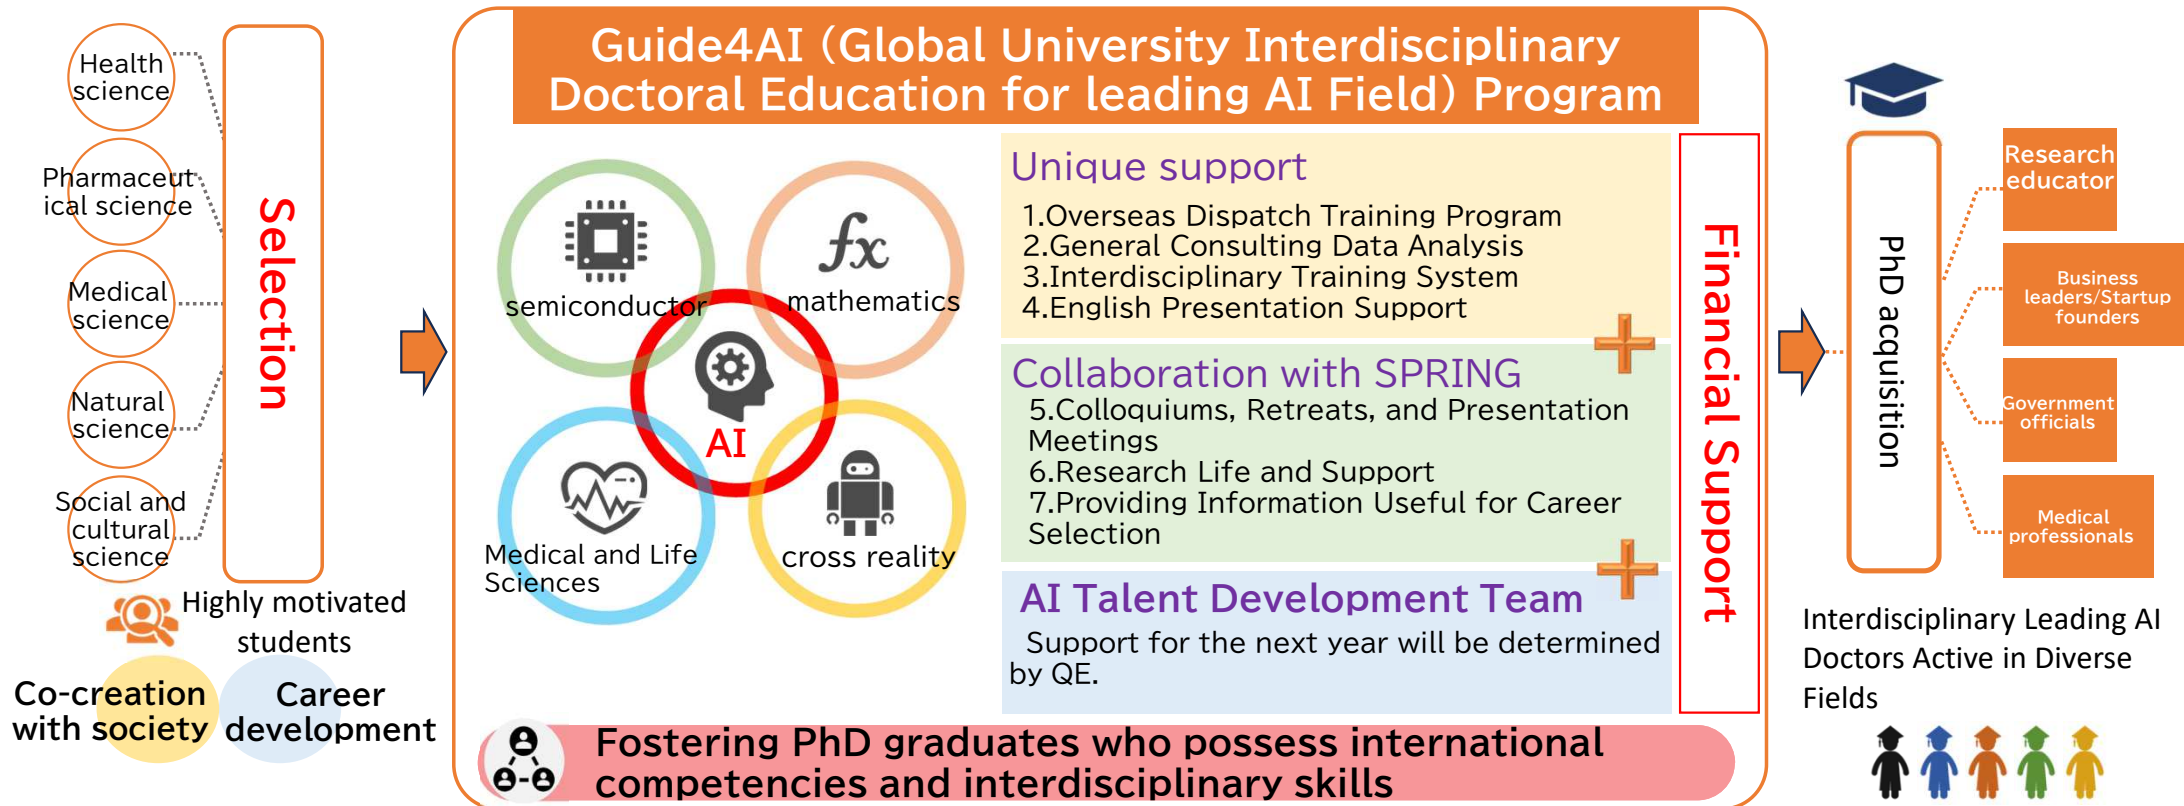 Health
science
Pharmaceut
ical science
Medical
science
Natural
science
Social and
cultural
science
Selection
Highly motivated
students
Co-creation
with society
Career
development
Guide4AI (Global University Interdisciplinary
Doctoral Education for leading AI Field) Program
semiconductor
fx
mathematics
AI
Medical and Life
Sciences
cross reality
Unique support
1.Overseas Dispatch Training Program
2.General Consulting Data Analysis
3.Interdisciplinary Training System
4.English Presentation Support
Collaboration with SPRING
5.Colloquiums, Retreats, and Presentation
Meetings
6.Research Life and Support
7.Providing Information Useful for Career
Selection
AI Talent Development Team
Support for the next year will be determined
by QE.
Financial Support
Fostering PhD graduates who possess international
competencies and interdisciplinary skills
PhD acquisition
Research
educator
Business
leaders/Startup
founders
Government
officials
Medical
professionals
Interdisciplinary Leading AI
Doctors Active in Diverse
Fields